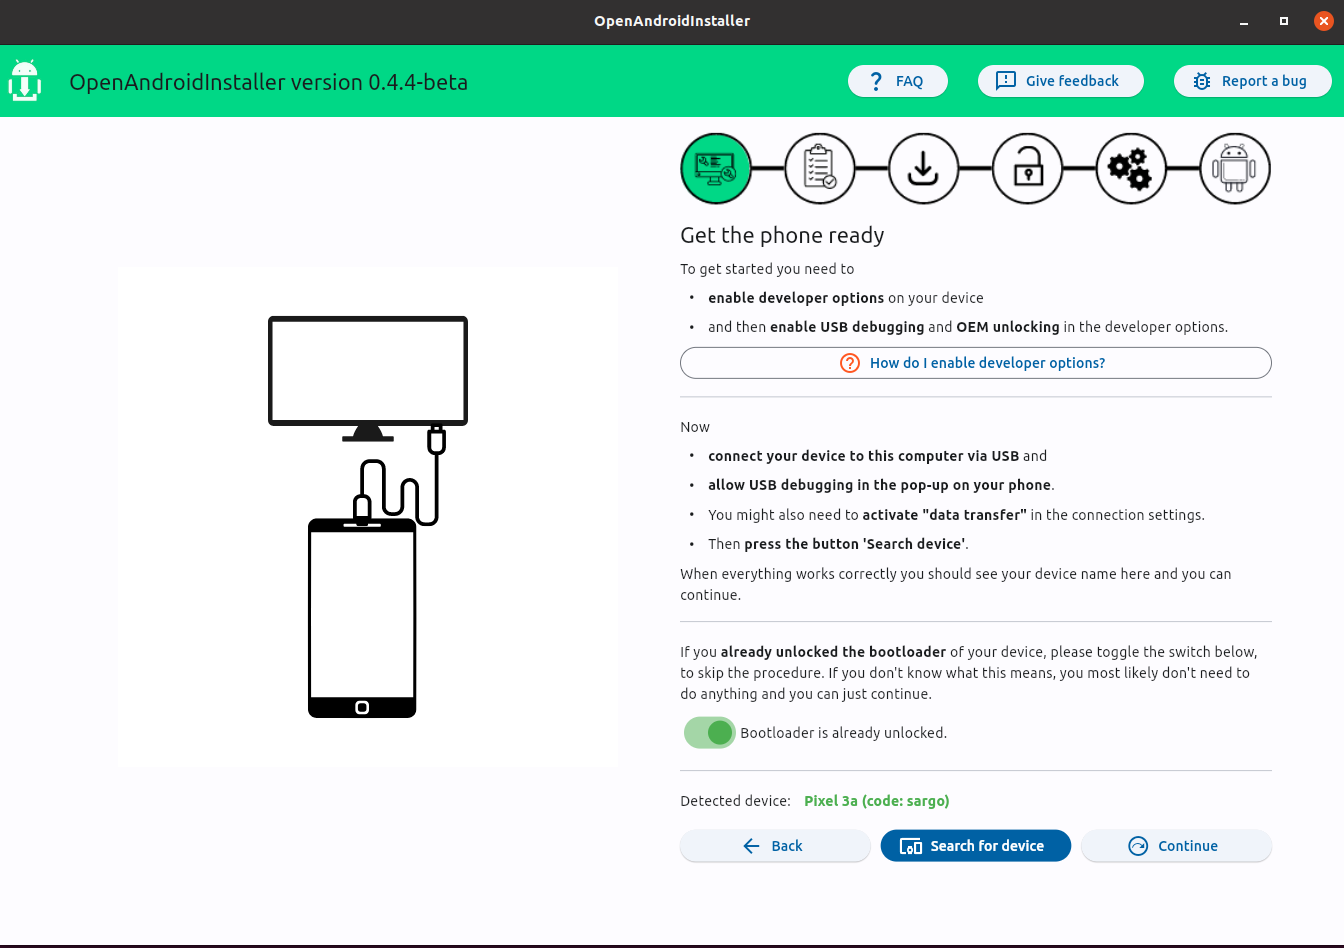 OpenAndroidInstaller
OpenAndroidInstaller version 0.4.4-beta
? FAQ
Give feedback
Report a bug
Get the phone ready
To get started you need to
• enable developer options on your device
• and then enable USB debugging and OEM unlocking in the developer options.
How do I enable developer options?
Now
• connect your device to this computer via USB and
• allow USB debugging in the pop-up on your phone.
• You might also need to activate "data transfer" in the connection settings.
• Then press the button 'Search device'.
When everything works correctly you should see your device name here and you can
continue.
If you already unlocked the bootloader of your device, please toggle the switch below,
to skip the procedure. If you don't know what this means, you most likely don't need to
do anything and you can just continue.
Bootloader is already unlocked.
Detected device: Pixel 3a (code: sargo)
Back
Search for device
Continue